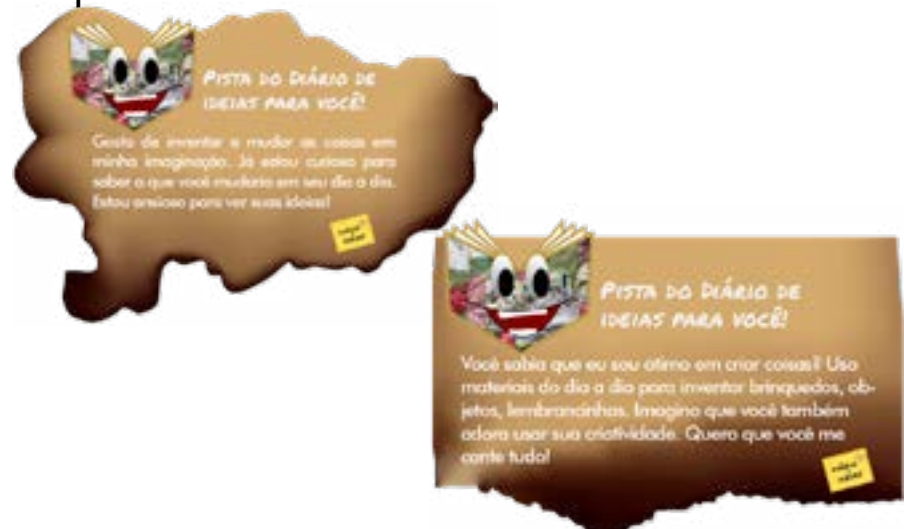 PISTA DO DIÁRIO DE
IDEIAS PARA VOCÊ!
Gosto de inventar e mudar as coisas em
minha imaginação. Já estou curioso para
saber o que você mudaria em seu dia a dia.
Estou ansioso para ver suas ideias!
PISTA DO DIÁRIO DE
IDEIAS PARA VOCÊ!
Você sabia que eu sou ótimo em criar coisas? Uso
materiais do dia a dia para inventar brinquedos, ob-
jetos, lembrancinhas. Imagino que você também
adora usar sua criatividade. Quero que você me
conte tudo!